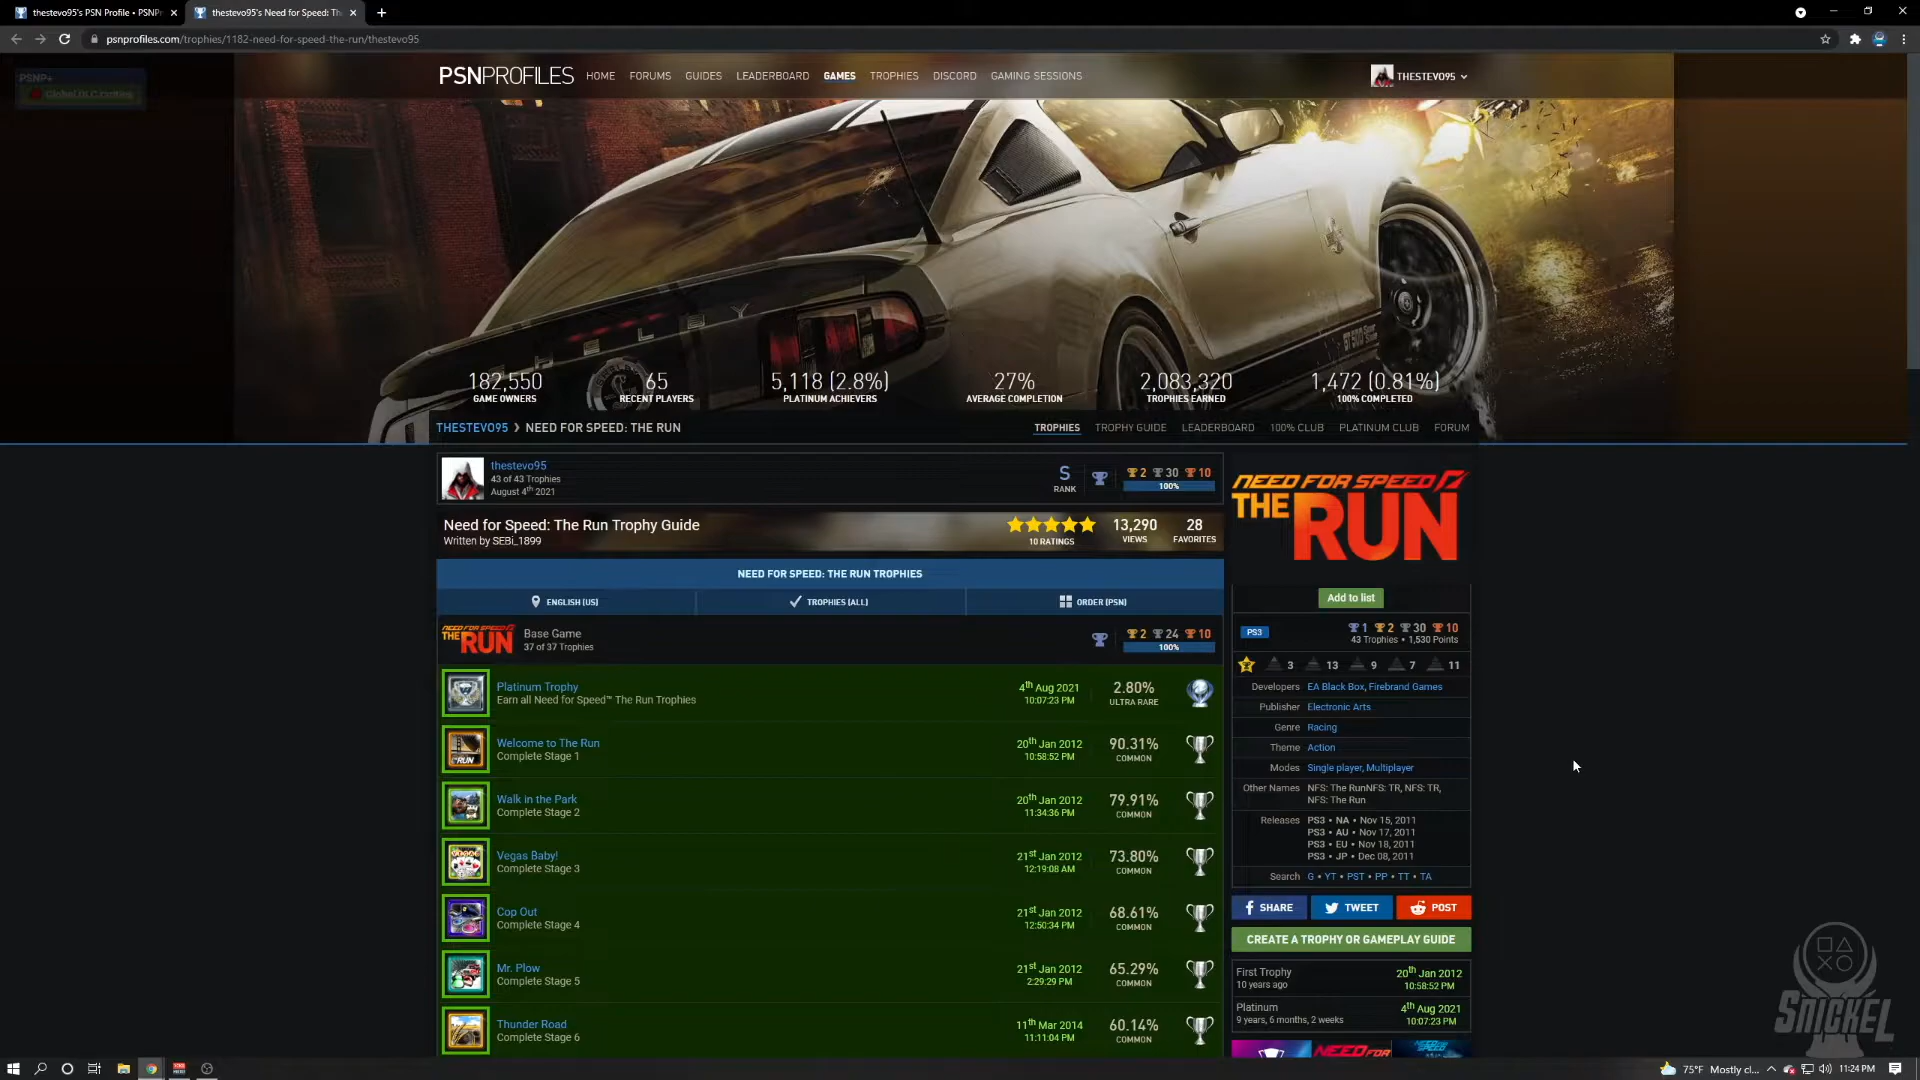 thestevo95's PSN Profile • PSNP
thestevo95's Need for Speed: Th
psnprofiles.com/trophies/1182-need-for-speed-the-run/thestevo95
PSNP+
Global DLC rarities
PSNPROFILES HOME FORUMS GUIDES LEADERBOARD GAMES TROPHIES DISCORD GAMING SESSIONS THESTEVO95
SHELBY
182,550 65 5,118 (2.8%) 27% 2,083,320 1,472 (0.81%)
GAME OWNERS RECENT PLAYERS PLATINUM ACHIEVERS AVERAGE COMPLETION TROPHIES EARNED 100% COMPLETED
THESTEVO95 › NEED FOR SPEED: THE RUN TROPHIES TROPHY GUIDE LEADERBOARD 100% CLUB PLATINUM CLUB FORUM
thestevo95
43 of 43 Trophies
August 4th 2021
S
RANK
2 30 10
100%
Need for Speed: The Run Trophy Guide
Written by SEBi_1899
10 RATINGS
13,290
VIEWS
28
FAVORITES
NEED FOR SPEED: THE RUN TROPHIES
ENGLISH (US) TROPHIES (ALL) ORDER (PSN)
NEED FOR SPEED
THE RUN
Base Game
37 of 37 Trophies
2 24 10
100%
Platinum Trophy
Earn all Need for Speed™ The Run Trophies
4th Aug 2021
10:07:23 PM
2.80%
ULTRA RARE
Welcome to The Run
Complete Stage 1
20th Jan 2012
10:58:52 PM
90.31%
COMMON
Walk in the Park
Complete Stage 2
20th Jan 2012
11:34:36 PM
79.91%
COMMON
Vegas Baby!
Complete Stage 3
21st Jan 2012
12:19:08 AM
73.80%
COMMON
Cop Out
Complete Stage 4
21st Jan 2012
12:50:34 PM
68.61%
COMMON
Mr. Plow
Complete Stage 5
21st Jan 2012
2:29:29 PM
65.29%
COMMON
Thunder Road
Complete Stage 6
11th Mar 2014
11:11:04 PM
60.14%
COMMON
NEED FOR SPEED
THE RUN
Add to list
PS3
1 2 30 10
43 Trophies • 1,530 Points
3 13 9 7 11
Developers EA Black Box, Firebrand Games
Publisher Electronic Arts
Genre Racing
Theme Action
Modes Single player, Multiplayer
Other Names NFS: The RunNFS: TR, NFS: TR,
NFS: The Run
Releases PS3 • NA • Nov 15, 2011
PS3 • AU • Nov 17, 2011
PS3 • EU • Nov 18, 2011
PS3 • JP • Dec 08, 2011
Search G • YT • PST • PP • TT • TA
SHARE TWEET POST
CREATE A TROPHY OR GAMEPLAY GUIDE
First Trophy
10 years ago
20th Jan 2012
10:58:52 PM
Platinum
9 years, 6 months, 2 weeks
4th Aug 2021
10:07:23 PM
NEED FOR
SNICKEL
75°F Mostly cl... 11:24 PM